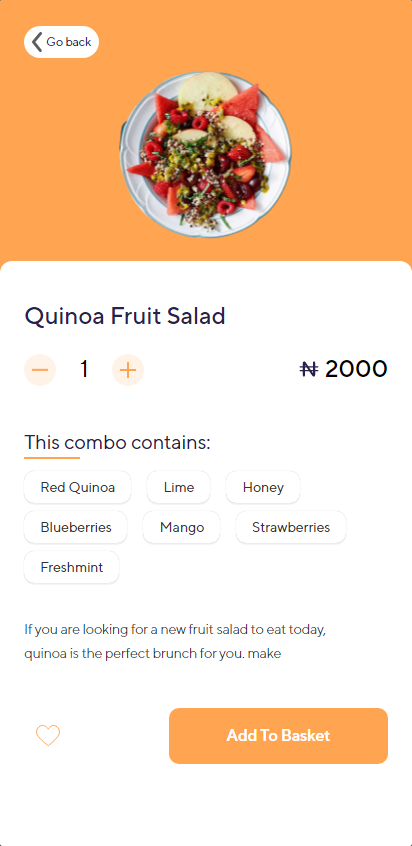 Go back
Quinoa Fruit Salad
1
₦ 2000
This combo contains:
Red Quinoa
Lime
Honey
Blueberries
Mango
Strawberries
Freshmint
If you are looking for a new fruit salad to eat today,
quinoa is the perfect brunch for you. make
Add To Basket